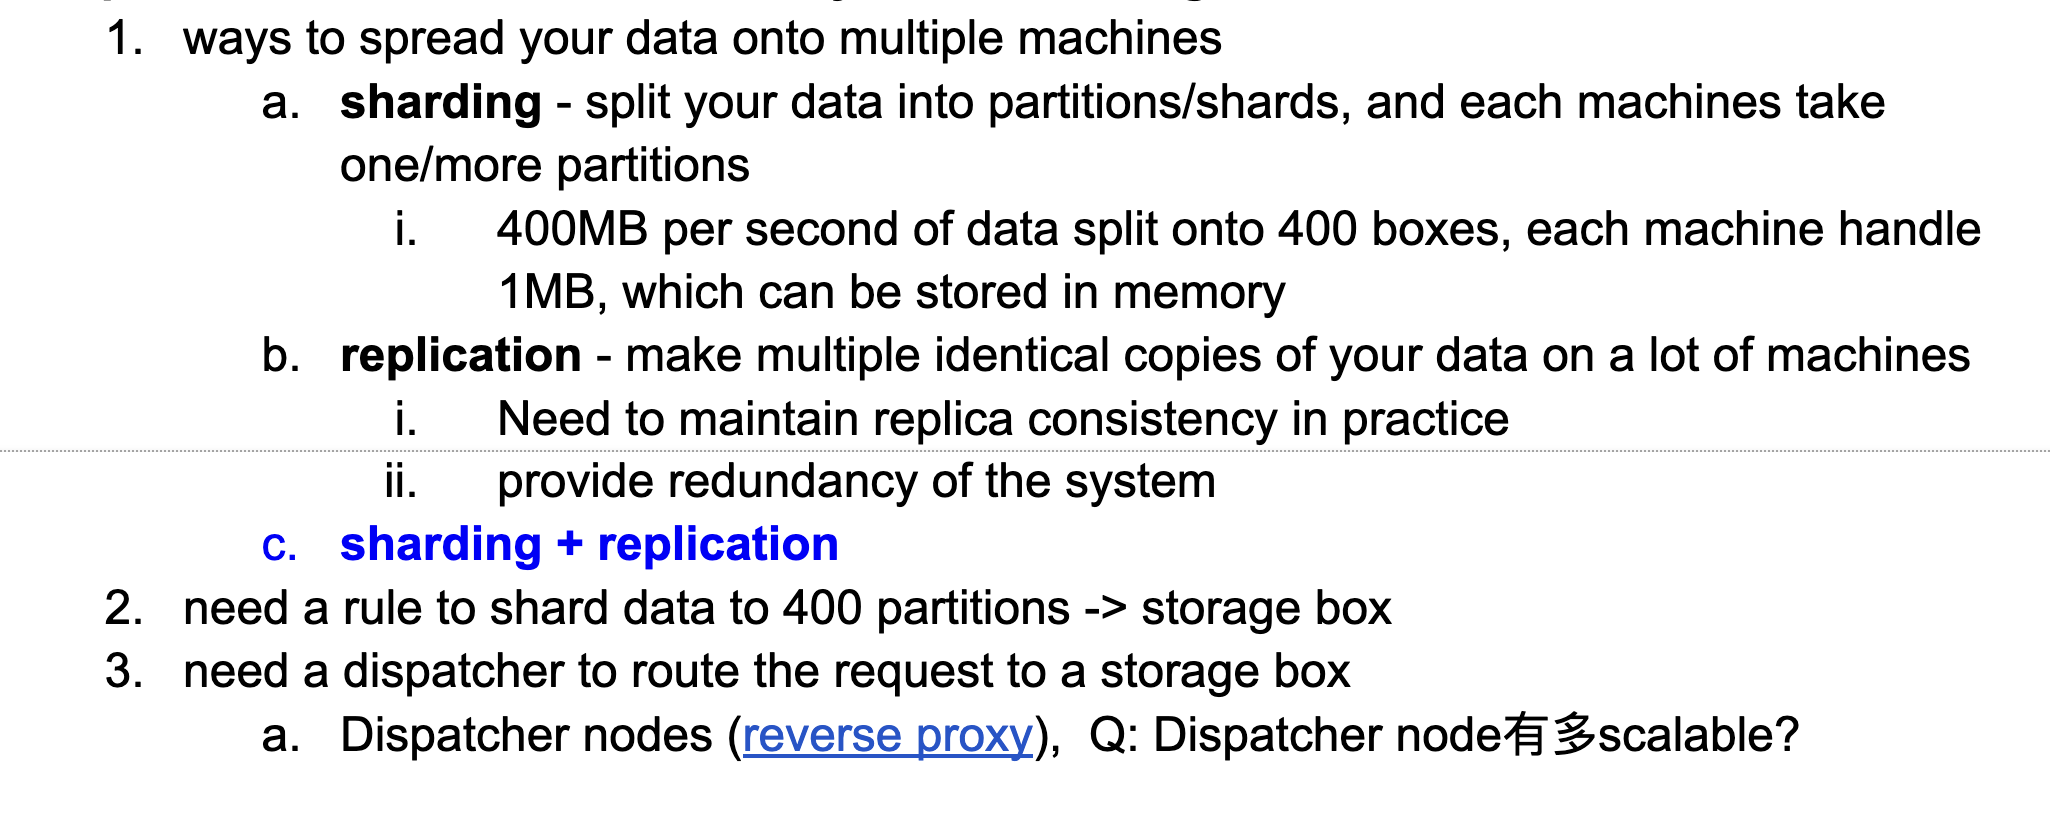 1. ways to spread your data onto multiple machines
a. sharding - split your data into partitions/shards, and each machines take
one/more partitions
i. 400MB per second of data split onto 400 boxes, each machine handle
1MB, which can be stored in memory
b. replication - make multiple identical copies of your data on a lot of machines
i. Need to maintain replica consistency in practice
ii. provide redundancy of the system
c. sharding + replication
2. need a rule to shard data to 400 partitions -> storage box
3. need a dispatcher to route the request to a storage box
a. Dispatcher nodes (reverse proxy), Q: Dispatcher node有多scalable?